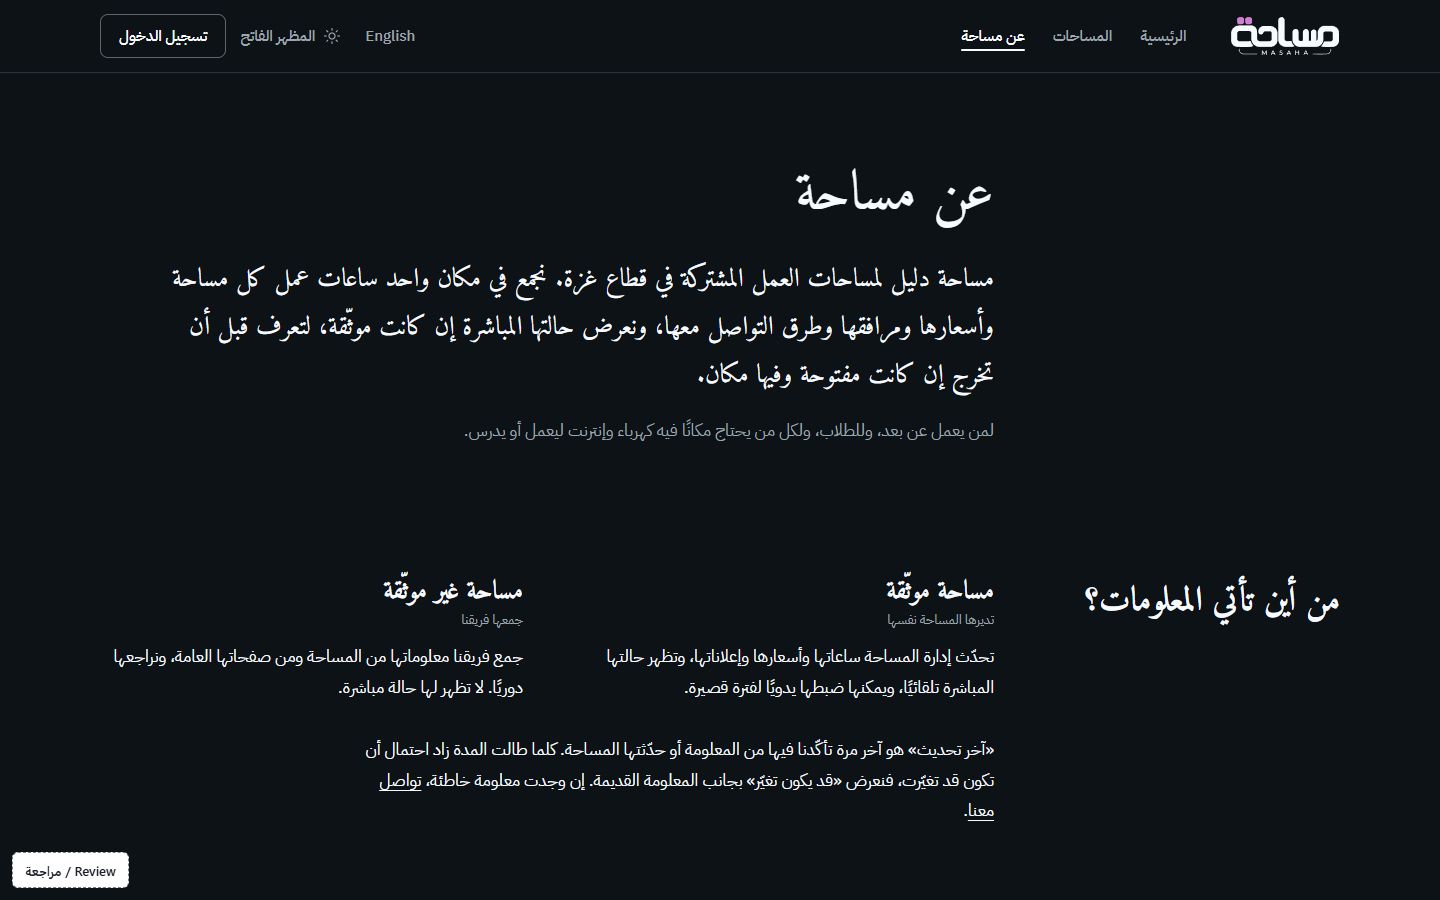 مساحة
MASAHA
الرئيسية
المساحات
عن مساحة
English
المظهر الفاتح
تسجيل الدخول
عن مساحة
مساحة دليل لمساحات العمل المشتركة في قطاع غزة. نجمع في مكان واحد ساعات عمل كل مساحة
وأسعارها ومرافقها وطرق التواصل معها، ونعرض حالتها المباشرة إن كانت موثّقة، لتعرف قبل أن
تخرج إن كانت مفتوحة وفيها مكان.
لمن يعمل عن بعد، وللطلاب، ولكل من يحتاج مكانًا فيه كهرباء وإنترنت ليعمل أو يدرس.
من أين تأتي المعلومات؟
مساحة موثّقة
تديرها المساحة نفسها
تحدّث إدارة المساحة ساعاتها وأسعارها وإعلاناتها، وتظهر حالتها
المباشرة تلقائيًا، ويمكنها ضبطها يدويًا لفترة قصيرة.
مساحة غير موثّقة
جمعها فريقنا
جمع فريقنا معلوماتها من المساحة ومن صفحاتها العامة، ونراجعها
دوريًا. لا تظهر لها حالة مباشرة.
«آخر تحديث» هو آخر مرة تأكّدنا فيها من المعلومة أو حدّثتها المساحة. كلما طالت المدة زاد احتمال أن
تكون قد تغيّرت، فنعرض «قد يكون تغيّر» بجانب المعلومة القديمة. إن وجدت معلومة خاطئة، تواصل
معنا.
Review / مراجعة